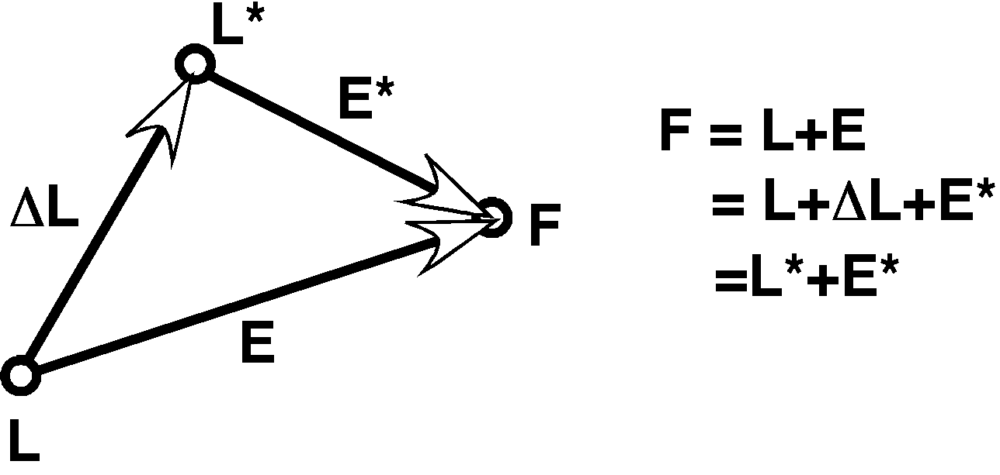 L*
E*
ΔL
F
E
L
F = L+E
= L+ΔL+E*
=L*+E*